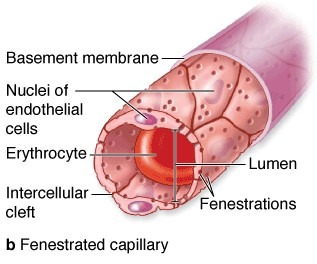 Basement membrane
Nuclei of
endothelial
cells
Erythrocyte
Lumen
Intercellular
cleft
Fenestrations
b Fenestrated capillary